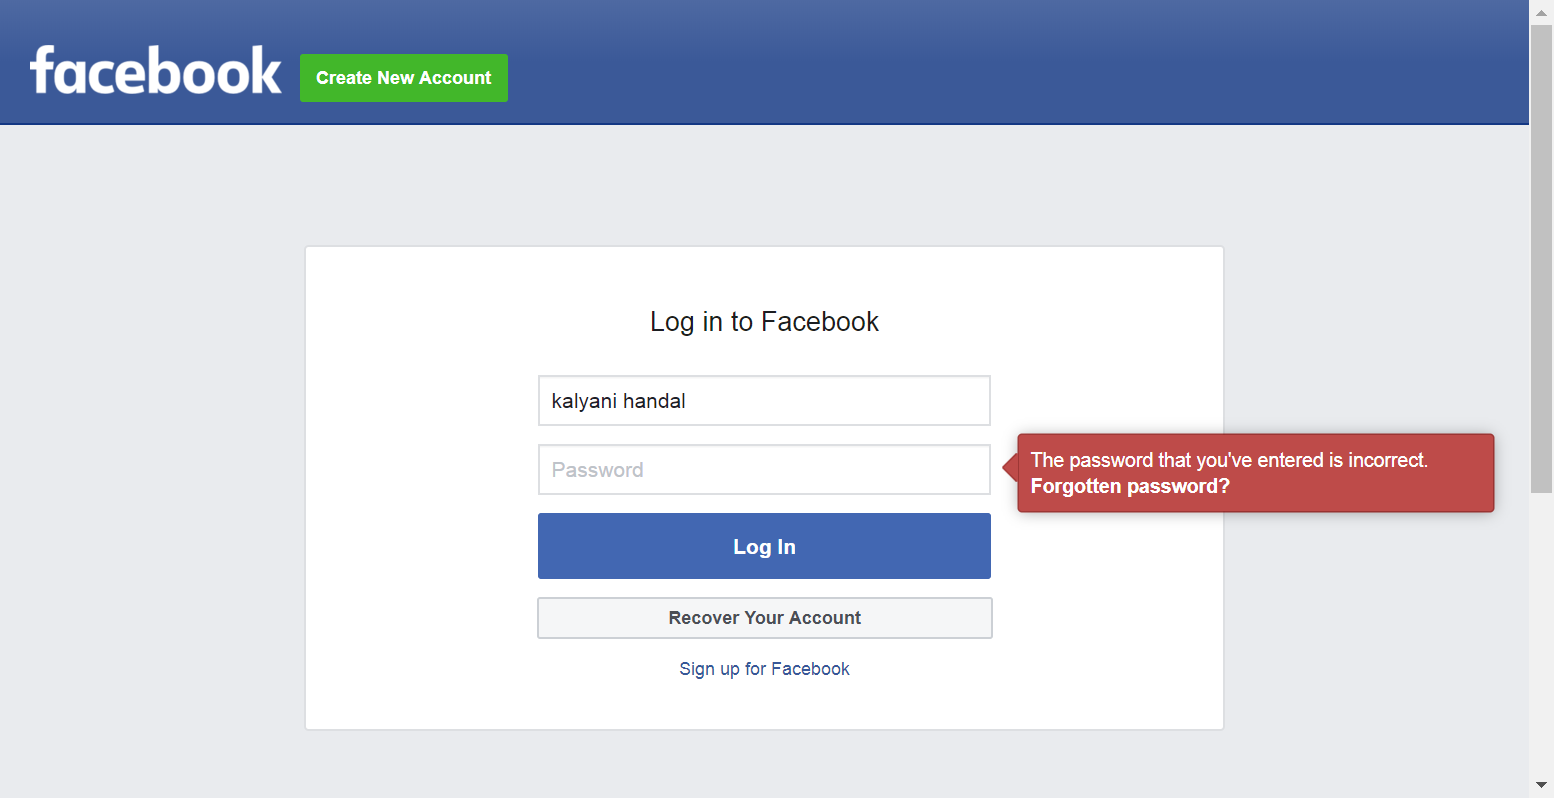 facebook
Create New Account
Log in to Facebook
kalyani handal
Password
The password that you've entered is incorrect.
Forgotten password?
Log In
Recover Your Account
Sign up for Facebook